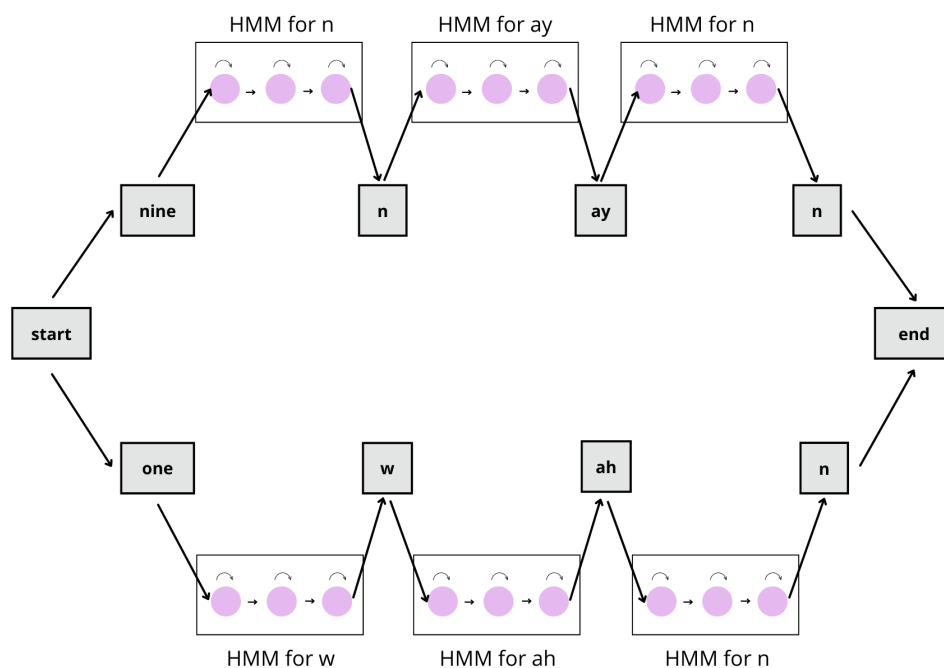 HMM for n
HMM for ay
HMM for n
nine
n
ay
n
start
end
one
w
ah
n
HMM for w
HMM for ah
HMM for n